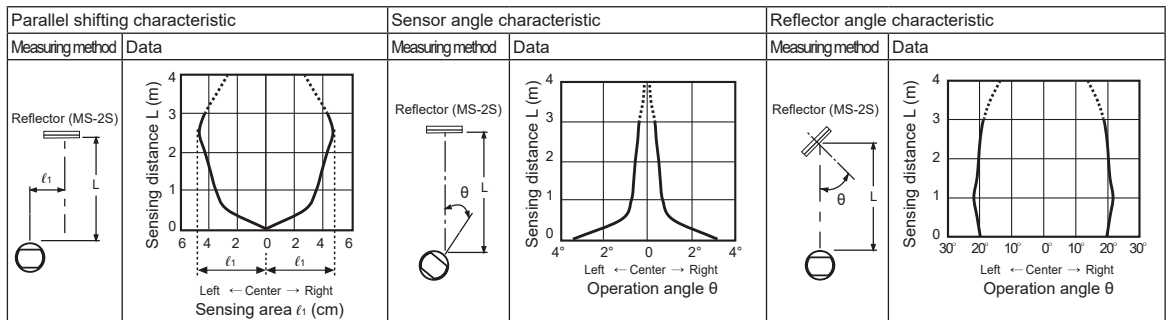 Parallel shifting characteristic
Measuring method Data
Reflector (MS-2S)
ℓ1
L
Sensing distance L (m)
4
3
2
1
0
6 4 2 0 2 4 6
ℓ1 ℓ1
Left ← Center → Right
Sensing area ℓ1 (cm)
Sensor angle characteristic
Measuring method Data
Reflector (MS-2S)
θ
L
Sensing distance L (m)
4
3
2
1
0
4° 2° 0 2° 4°
Left ← Center → Right
Operation angle θ
Reflector angle characteristic
Measuring method Data
Reflector (MS-2S)
θ
L
Sensing distance L (m)
4
3
2
1
0
30° 20° 10° 0° 10° 20° 30°
Left ← Center → Right
Operation angle θ